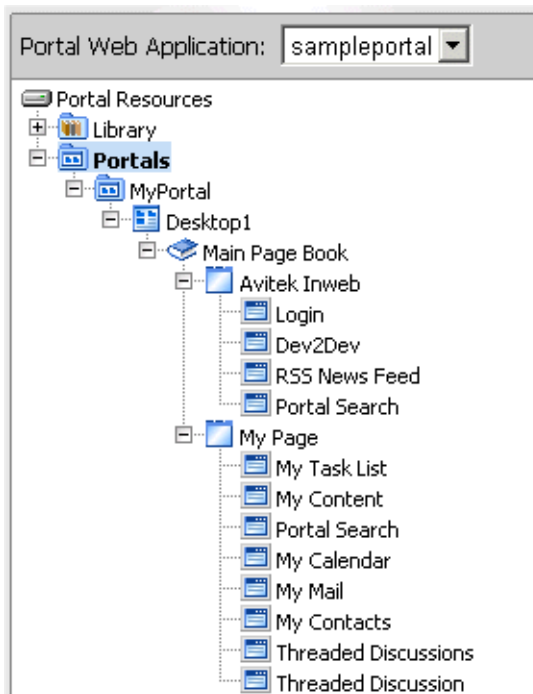 Portal Web Application: sampleportal
Portal Resources
Library
Portals
MyPortal
Desktop1
Main Page Book
Avitek Inweb
Login
Dev2Dev
RSS News Feed
Portal Search
My Page
My Task List
My Content
Portal Search
My Calendar
My Mail
My Contacts
Threaded Discussions
Threaded Discussion